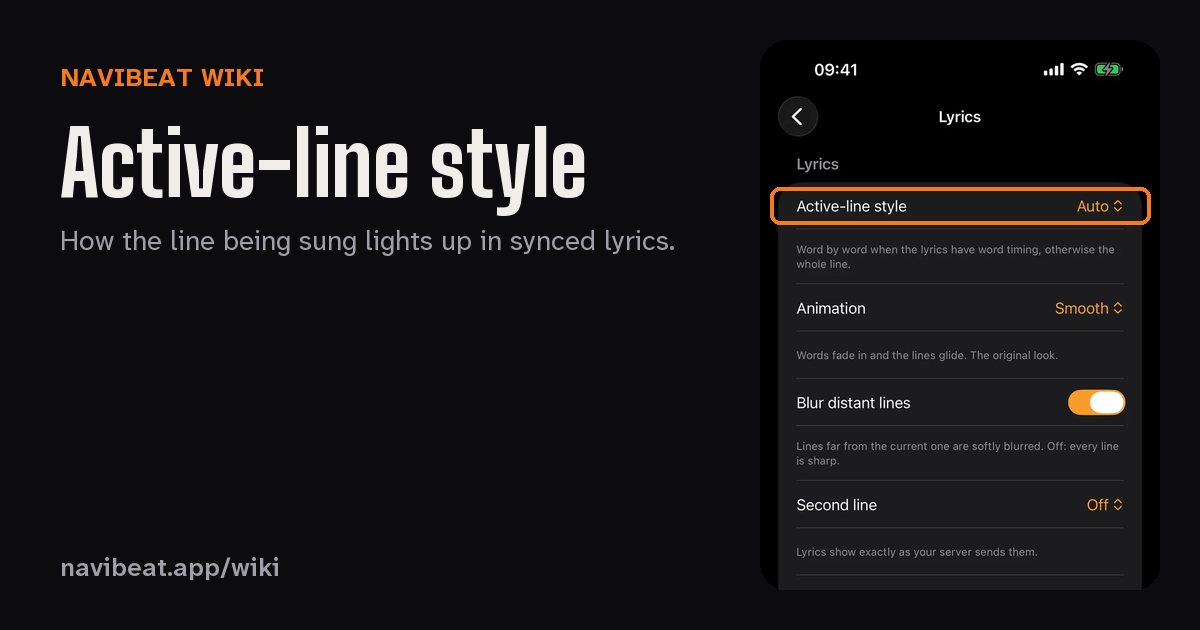 NAVIBEAT WIKI
Active-line style
How the line being sung lights up in synced lyrics.
navibeat.app/wiki
09:41
Lyrics
Lyrics
Active-line style Auto
Word by word when the lyrics have word timing, otherwise the
whole line.
Animation Smooth
Words fade in and the lines glide. The original look.
Blur distant lines
Lines far from the current one are softly blurred. Off: every line
is sharp.
Second line Off
Lyrics show exactly as your server sends them.